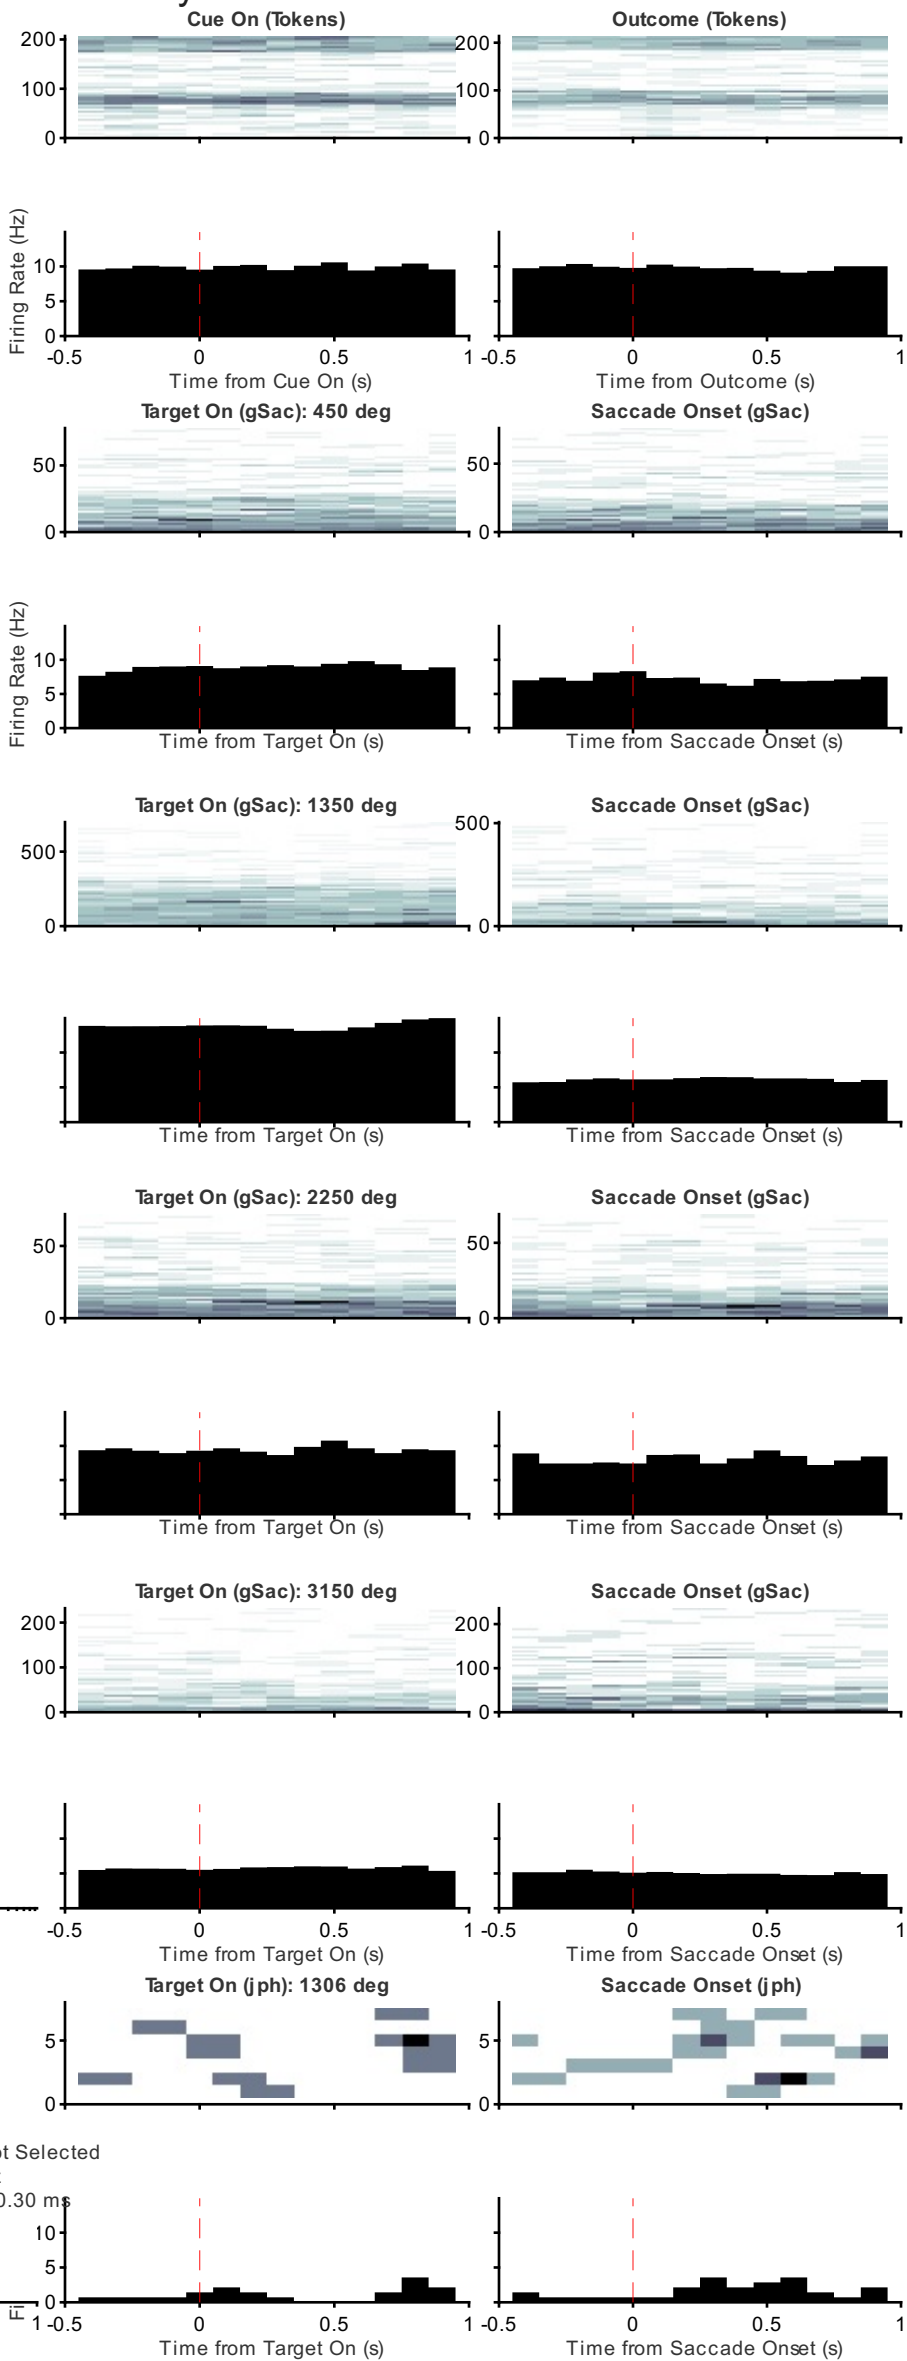 Cue On (Tokens) Outcome (Tokens)
200 200
100 100
0 0
Firing Rate (Hz)
10
5
0
-0.5 0 0.5 1 -0.5 0 0.5 1
Time from Cue On (s) Time from Outcome (s)
Target On (gSac): 450 deg Saccade Onset (gSac)
50 50
0 0
Firing Rate (Hz)
10
5
0
Time from Target On (s) Time from Saccade Onset (s)
Target On (gSac): 1350 deg Saccade Onset (gSac)
500 500
0 0
Time from Target On (s) Time from Saccade Onset (s)
Target On (gSac): 2250 deg Saccade Onset (gSac)
50 50
0 0
Time from Target On (s) Time from Saccade Onset (s)
Target On (gSac): 3150 deg Saccade Onset (gSac)
200 200
100 100
0 0
-0.5 0 0.5 1 -0.5 0 0.5 1
Time from Target On (s) Time from Saccade Onset (s)
Target On (jph): 1306 deg Saccade Onset (jph)
5 5
0 0
ot Selected
0.30 ms
10
5
0
Fi
1 -0.5 0 0.5 1 -0.5 0 0.5 1
Time from Target On (s) Time from Saccade Onset (s)